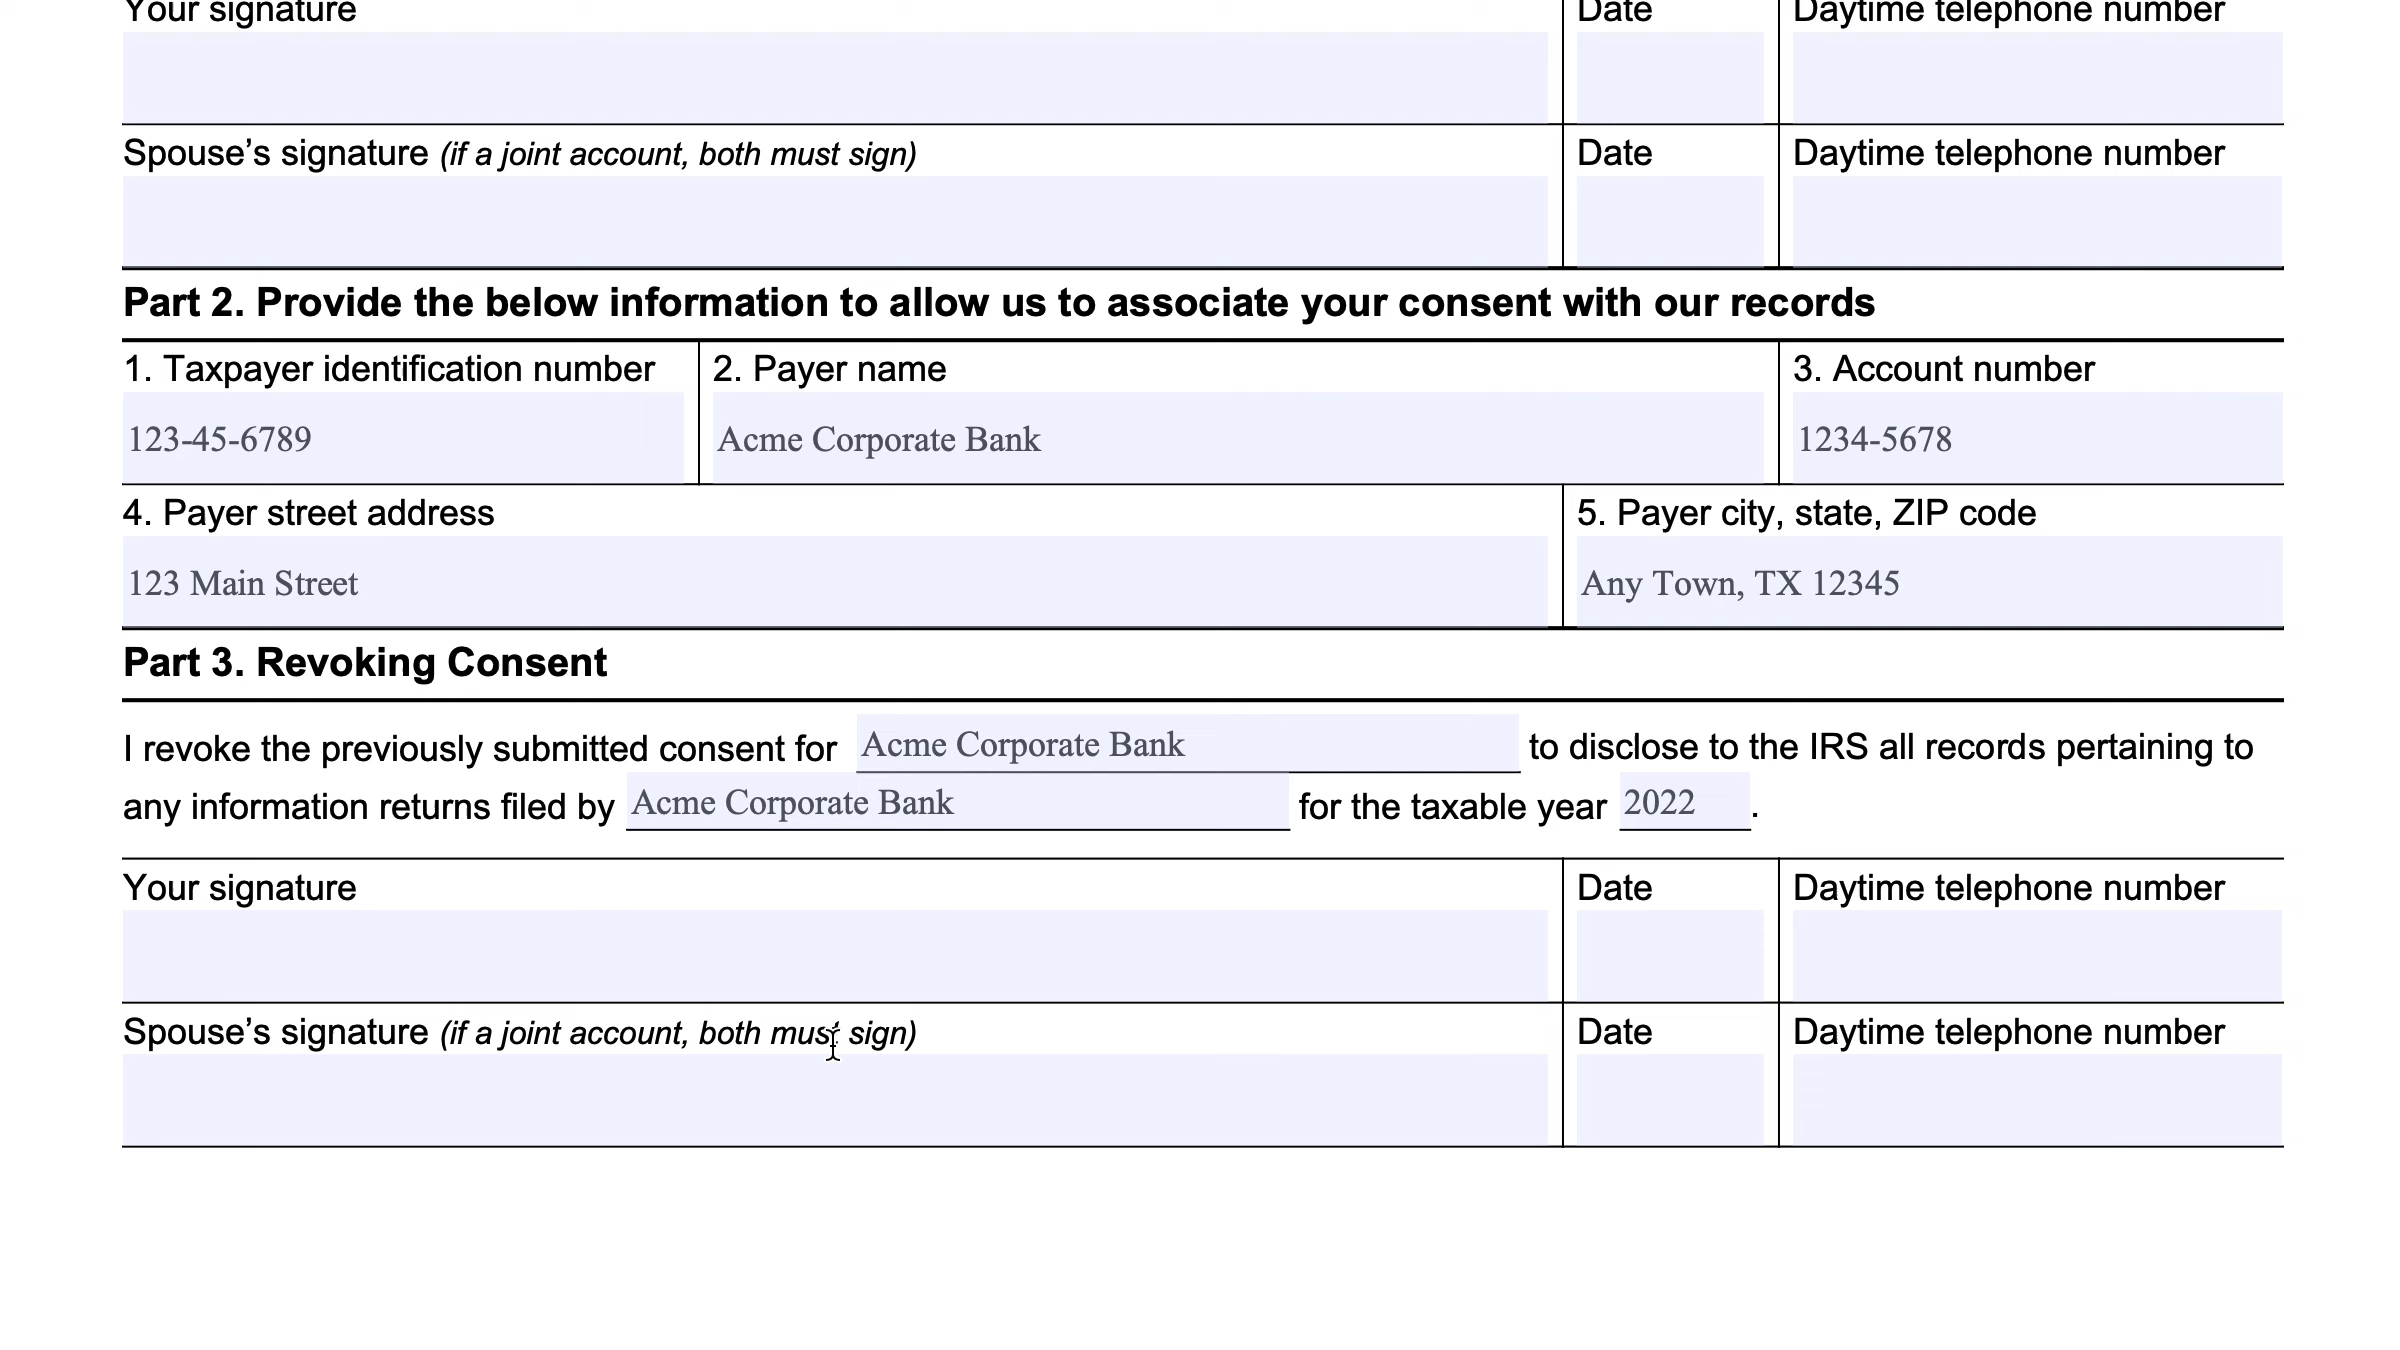 Your signature Date Daytime telephone number
Spouse’s signature (if a joint account, both must sign) Date Daytime telephone number
Part 2. Provide the below information to allow us to associate your consent with our records
1. Taxpayer identification number 2. Payer name 3. Account number
123-45-6789 Acme Corporate Bank 1234-5678
4. Payer street address 5. Payer city, state, ZIP code
123 Main Street Any Town, TX 12345
Part 3. Revoking Consent
I revoke the previously submitted consent for Acme Corporate Bank to disclose to the IRS all records pertaining to
any information returns filed by Acme Corporate Bank for the taxable year 2022 .
Your signature Date Daytime telephone number
Spouse’s signature (if a joint account, both must sign) Date Daytime telephone number